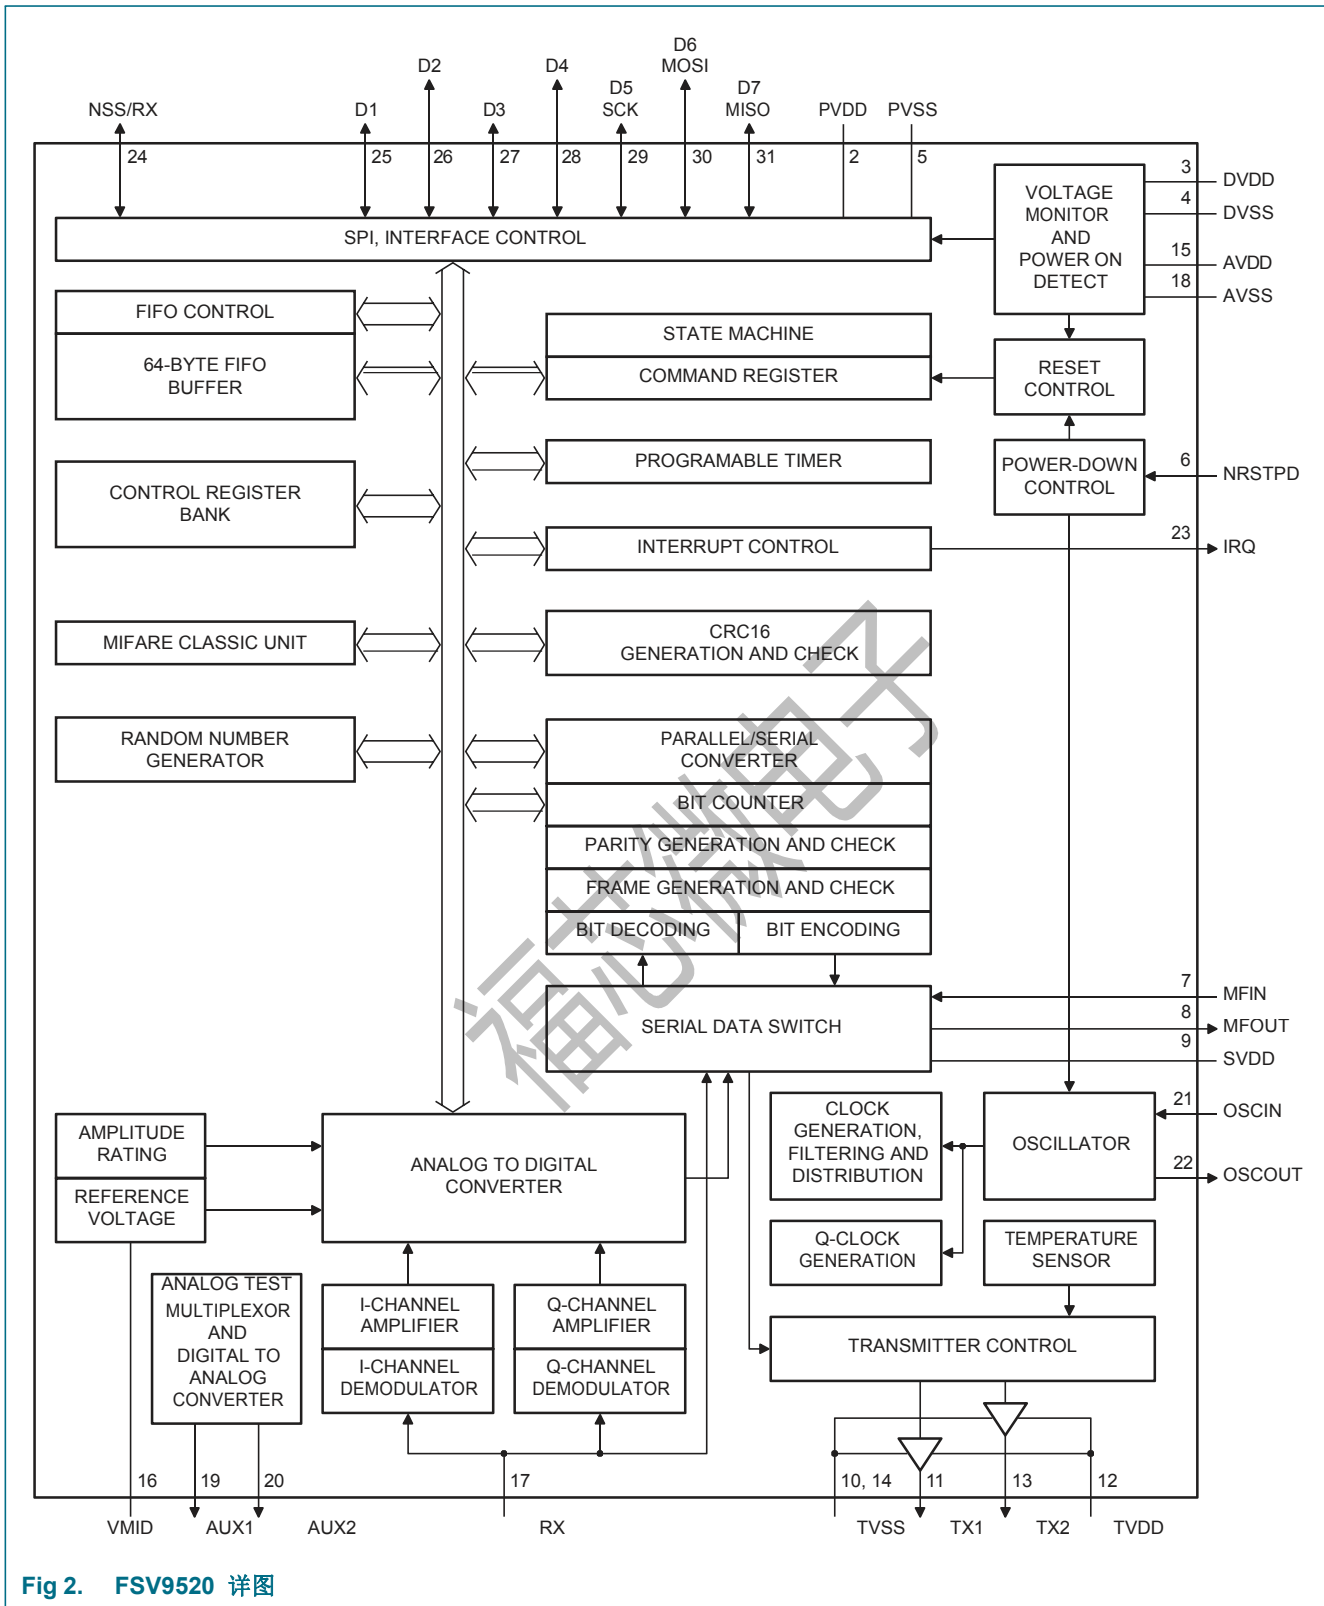 D6
MOSI
D2
D4
D5
SCK
D7
MISO
NSS/RX
D1
D3
PVDD
PVSS
24
25
26
27
28
29
30
31
2
5
3
DVDD
4
DVSS
15
AVDD
18
AVSS
VOLTAGE
MONITOR
AND
POWER ON
DETECT
SPI, INTERFACE CONTROL
FIFO CONTROL
64-BYTE FIFO
BUFFER
STATE MACHINE
COMMAND REGISTER
RESET
CONTROL
PROGRAMABLE TIMER
POWER-DOWN
CONTROL
6
NRSTPD
CONTROL REGISTER
BANK
INTERRUPT CONTROL
23
IRQ
MIFARE CLASSIC UNIT
CRC16
GENERATION AND CHECK
RANDOM NUMBER
GENERATOR
PARALLEL/SERIAL
CONVERTER
BIT COUNTER
PARITY GENERATION AND CHECK
FRAME GENERATION AND CHECK
BIT DECODING
BIT ENCODING
福芯微电子
SERIAL DATA SWITCH
7
MFIN
8
MFOUT
9
SVDD
AMPLITUDE
RATING
REFERENCE
VOLTAGE
ANALOG TO DIGITAL
CONVERTER
CLOCK
GENERATION,
FILTERING AND
DISTRIBUTION
OSCILLATOR
21
OSCIN
22
OSCOUT
Q-CLOCK
GENERATION
TEMPERATURE
SENSOR
ANALOG TEST
MULTIPLEXOR
AND
DIGITAL TO
ANALOG
CONVERTER
I-CHANNEL
AMPLIFIER
I-CHANNEL
DEMODULATOR
Q-CHANNEL
AMPLIFIER
Q-CHANNEL
DEMODULATOR
TRANSMITTER CONTROL
16
19
20
17
10, 14
11
13
12
VMID
AUX1
AUX2
RX
TVSS
TX1
TX2
TVDD
Fig 2. FSV9520 详图